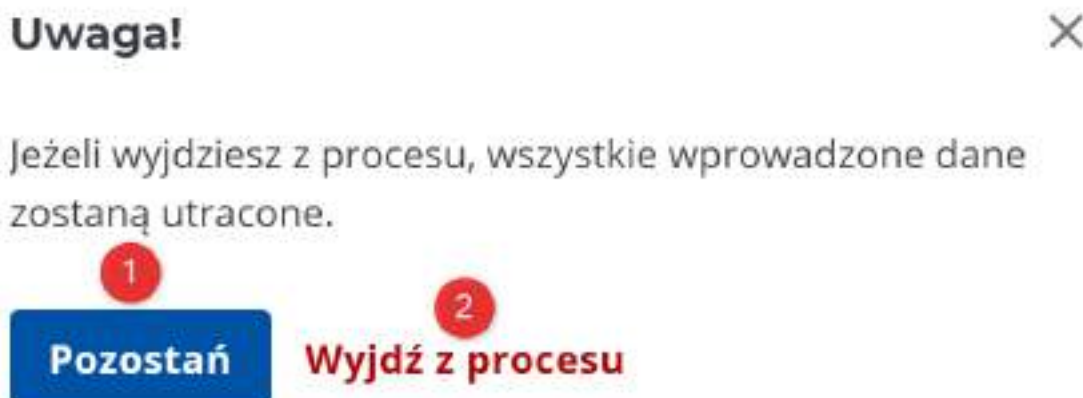 Uwaga!
Jeżeli wyjdziesz z procesu, wszystkie wprowadzone dane
zostaną utracone.
1
2
Pozostań
Wyjdź z procesu